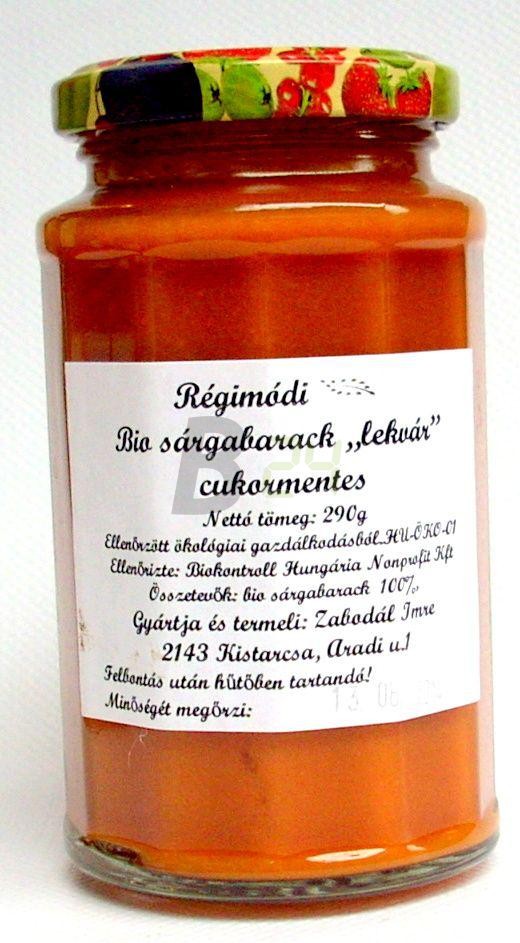 Régimódi
Bio sárgabarack „lekvár”
cukormentes
Nettó tömeg: 290g
Ellenőrzött ökológiai gazdálkodásból.HU-ÖKO-01
Ellenőrizte: Biokontroll Hungária Nonprofit Kft
Összetevők: bio sárgabarack 100%
Gyártja és termeli: Zabodál Imre
2143 Kistarcsa, Aradi u.1
Felbontás után hűtőben tartandó!
Minőségét megőrzi: 13 06